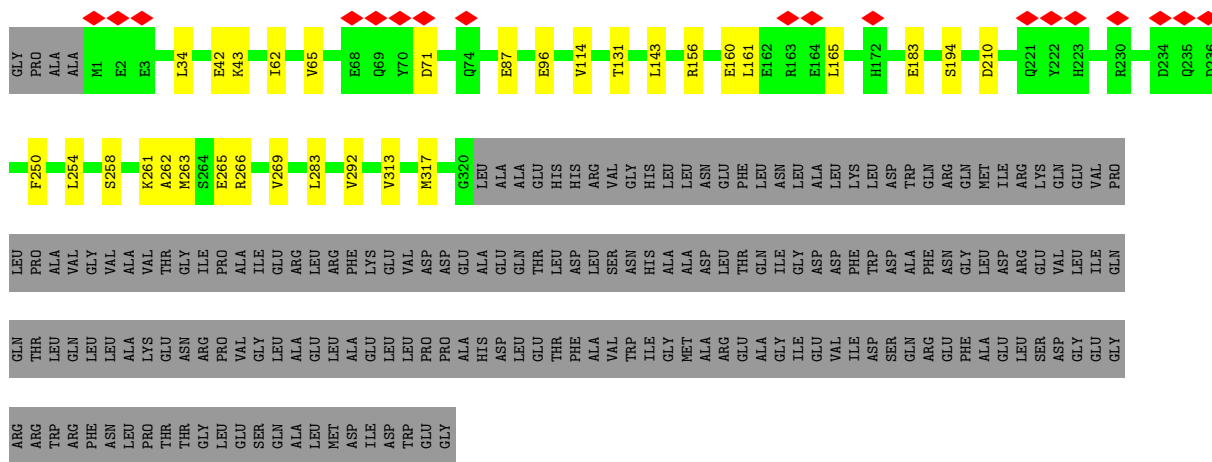 GLY PRO ALA ALA M1 E2 E3 L34 E42 K43 I62 V65 E68 Q69 Y70 D71 Q74 E87 E96 V114 T131 L143 R156 E160 L161 E162 R163 E164 L165 H172 E183 S194 D210 Q221 Y222 H223 R230 D234 Q235 D236
F250 L254 S258 K261 A262 M263 S264 E265 R266 V269 L283 V292 V313 M317 G320 LEU ALA ALA GLU HIS HIS ARG VAL GLY HIS LEU LEU ASN GLU PHE LEU ASN LEU ALA LEU LYS LEU ASP TRP GLN ARG GLN MET ILE ARG LYS GLN GLU VAL PRO
LEU PRO ALA VAL GLY VAL ALA VAL THR GLY ILE PRO ALA ILE GLU ARG LEU ARG PHE LYS GLU VAL ASP ASP GLU ALA GLU GLN THR LEU ASP LEU SER ASN HIS ALA ALA ASP LEU THR GLN ILE GLY ASP ASP PHE TRP ASP ALA PHE ASN GLY LEU ASP ARG GLU VAL LEU ILE GLN
GLN THR LEU GLN LEU LEU ALA LYS GLU ASN ARG PRO VAL GLY LEU ALA GLU LEU ALA GLU LEU LEU PRO PRO ALA HIS ASP LEU GLU THR PHE ALA VAL TRP ILE GLY MET ALA ARG GLU ALA GLY ILE GLU VAL ILE ASP SER GLN ARG GLU PHE ALA GLU LEU SER ASP GLY GLU GLY
ARG ARG TRP ARG PHE ASN LEU PRO THR THR GLY LEU GLU SER GLN ALA LEU MET ASP ILE ASP TRP GLU GLY